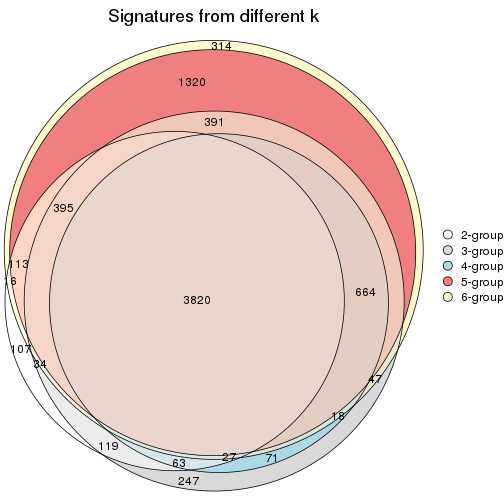 Signatures from different k
314
1320
391
395
113
16
3820
664
107
34
47
18
119
63
27
71
247
2-group
3-group
4-group
5-group
6-group